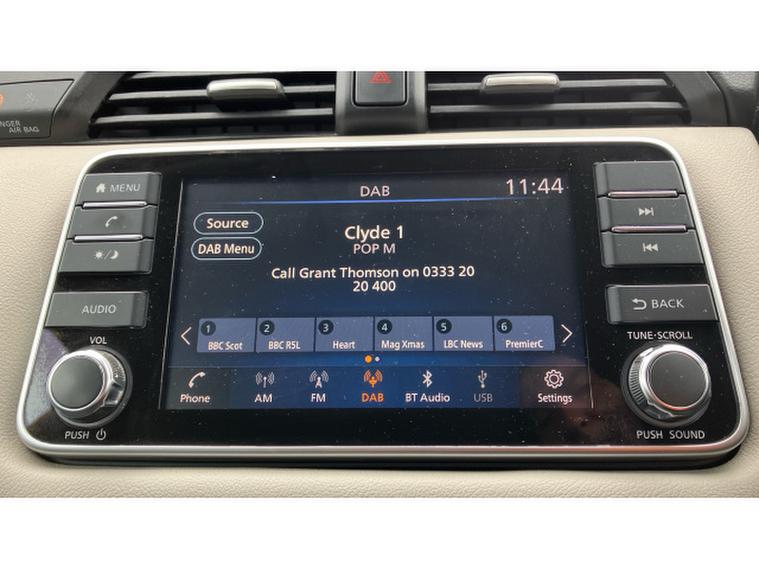 NGER
AIR BAG
MENU
AUDIO
VOL
PUSH
DAB
11:44
Source
DAB Menu
Clyde 1
POP M
Call Grant Thomson on 0333 20
20 400
1 BBC Scot
2 BBC R5L
3 Heart
4 Mag Xmas
5 LBC News
6 PremierC
Phone
AM
FM
DAB
BT Audio
USB
Settings
BACK
TUNE·SCROLL
PUSH SOUND